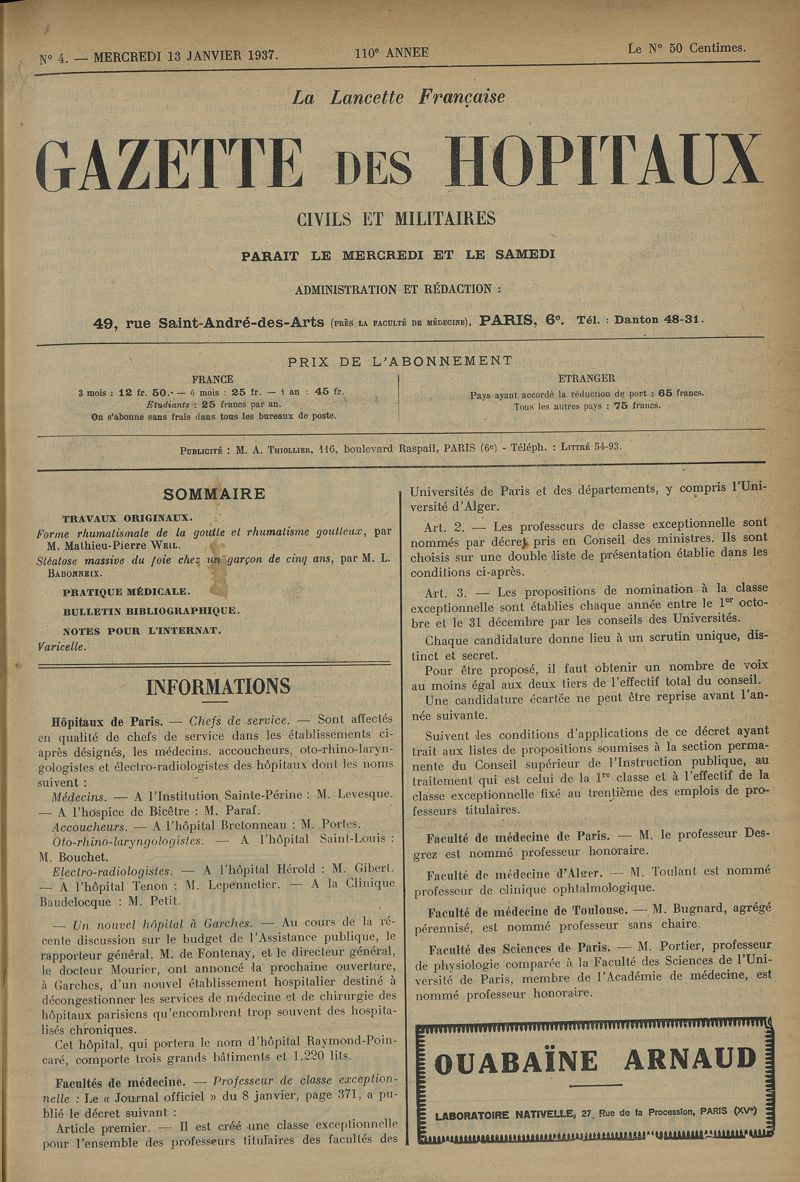 N° 4. — MERCREDI 13 JANVIER 1937.
110e ANNEE
Le N° 50 Centimes.
La Lancette Française
GAZETTE DES HOPITAUX
CIVILS ET MILITAIRES
PARAIT LE MERCREDI ET LE SAMEDI
ADMINISTRATION ET RÉDACTION :
49, rue Saint-André-des-Arts (PRÈS LA FACULTÉ DE MÉDECINE), PARIS, 6e. Tél. : Danton 48-31.
PRIX DE L'ABONNEMENT
FRANCE
3 mois : 12 fr. 50. — 6 mois : 25 fr. — 1 an : 45 fr.
Etudiants : 25 francs par an.
On s'abonne sans frais dans tous les bureaux de poste.
ETRANGER
Pays ayant accordé la réduction de port : 65 francs.
Tous les autres pays : 75 francs.
PUBLICITÉ : M. A. THIOLLIER, 116, boulevard Raspail, PARIS (6e) - Téléph. : LITTRÉ 54-93.
SOMMAIRE
TRAVAUX ORIGINAUX.
Forme rhumatismale de la goutte et rhumatisme goutteux, par
M. Mathieu-Pierre WEIL.
Stéatose massive du foie chez un garçon de cinq ans, par M. L.
BABONNEIX.
PRATIQUE MÉDICALE.
BULLETIN BIBLIOGRAPHIQUE.
NOTES POUR L'INTERNAT.
Varicelle.
INFORMATIONS
Hôpitaux de Paris. — Chefs de service. — Sont affectés
en qualité de chefs de service dans les établissements ci-
après désignés, les médecins. accoucheurs, oto-rhino-laryn-
gologistes et électro-radiologistes des hôpitaux dont les noms
suivent :
Médecins. — A l'Institution Sainte-Périne : M. Levesque.
— A l'hospice de Bicêtre : M. Paraf.
Accoucheurs. — A l'hôpital Bretonneau : M. Portes.
Oto-rhino-laryngologistes. — A l'hôpital Saint-Louis :
M. Bouchet.
Electro-radiologistes. — A l'hôpital Hérold : M. Gibert.
— A l'hôpital Tenon : M. Lepennetier. — A la Clinique
Baudelocque : M. Petit.
— Un nouvel hôpital à Garches. — Au cours de la ré-
cente discussion sur le budget de l'Assistance publique, le
rapporteur général, M. de Fontenay, et le directeur général,
le docteur Mourier, ont annoncé la prochaine ouverture,
à Garches, d'un nouvel établissement hospitalier destiné à
décongestionner les services de médecine et de chirurgie des
hôpitaux parisiens qu'encombrent trop souvent des hospita-
lisés chroniques.
Cet hôpital, qui portera le nom d'hôpital Raymond-Poin-
caré, comporte trois grands bâtiments et 1.220 lits.
Facultés de médecine. — Professeur de classe exception-
nelle : Le « Journal officiel » du 8 janvier, page 371, a pu-
blié le décret suivant :
Article premier. — Il est créé une classe exceptionnelle
pour l'ensemble des professeurs titulaires des facultés des
Universités de Paris et des départements, y compris l'Uni-
versité d'Alger.
Art. 2. — Les professeurs de classe exceptionnelle sont
nommés par décret pris en Conseil des ministres. Ils sont
choisis sur une double liste de présentation établie dans les
conditions ci-après.
Art. 3. — Les propositions de nomination à la classe
exceptionnelle sont établies chaque année entre le 1er octo-
bre et le 31 décembre par les conseils des Universités.
Chaque candidature donne lieu à un scrutin unique, dis-
tinct et secret.
Pour être proposé, il faut obtenir un nombre de voix
au moins égal aux deux tiers de l'effectif total du conseil.
Une candidature écartée ne peut être reprise avant l'an-
née suivante.
Suivent les conditions d'applications de ce décret ayant
trait aux listes de propositions soumises à la section perma-
nente du Conseil supérieur de l'Instruction publique, au
traitement qui est celui de la 1re classe et à l'effectif de la
classe exceptionnelle fixé au trentième des emplois de pro-
fesseurs titulaires.
Faculté de médecine de Paris. — M. le professeur Des-
grez est nommé professeur honoraire.
Faculté de médecine d'Alger. — M. Toulant est nommé
professeur de clinique ophtalmologique.
Faculté de médecine de Toulouse. — M. Bugnard, agrégé
pérennisé, est nommé professeur sans chaire.
Faculté des Sciences de Paris. — M. Portier, professeur
de physiologie comparée à la Faculté des Sciences de l'Uni-
versité de Paris, membre de l'Académie de médecine, est
nommé professeur honoraire.
OUABAÏNE ARNAUD
LABORATOIRE NATIVELLE, 27, Rue de la Procession, PARIS (XVe)